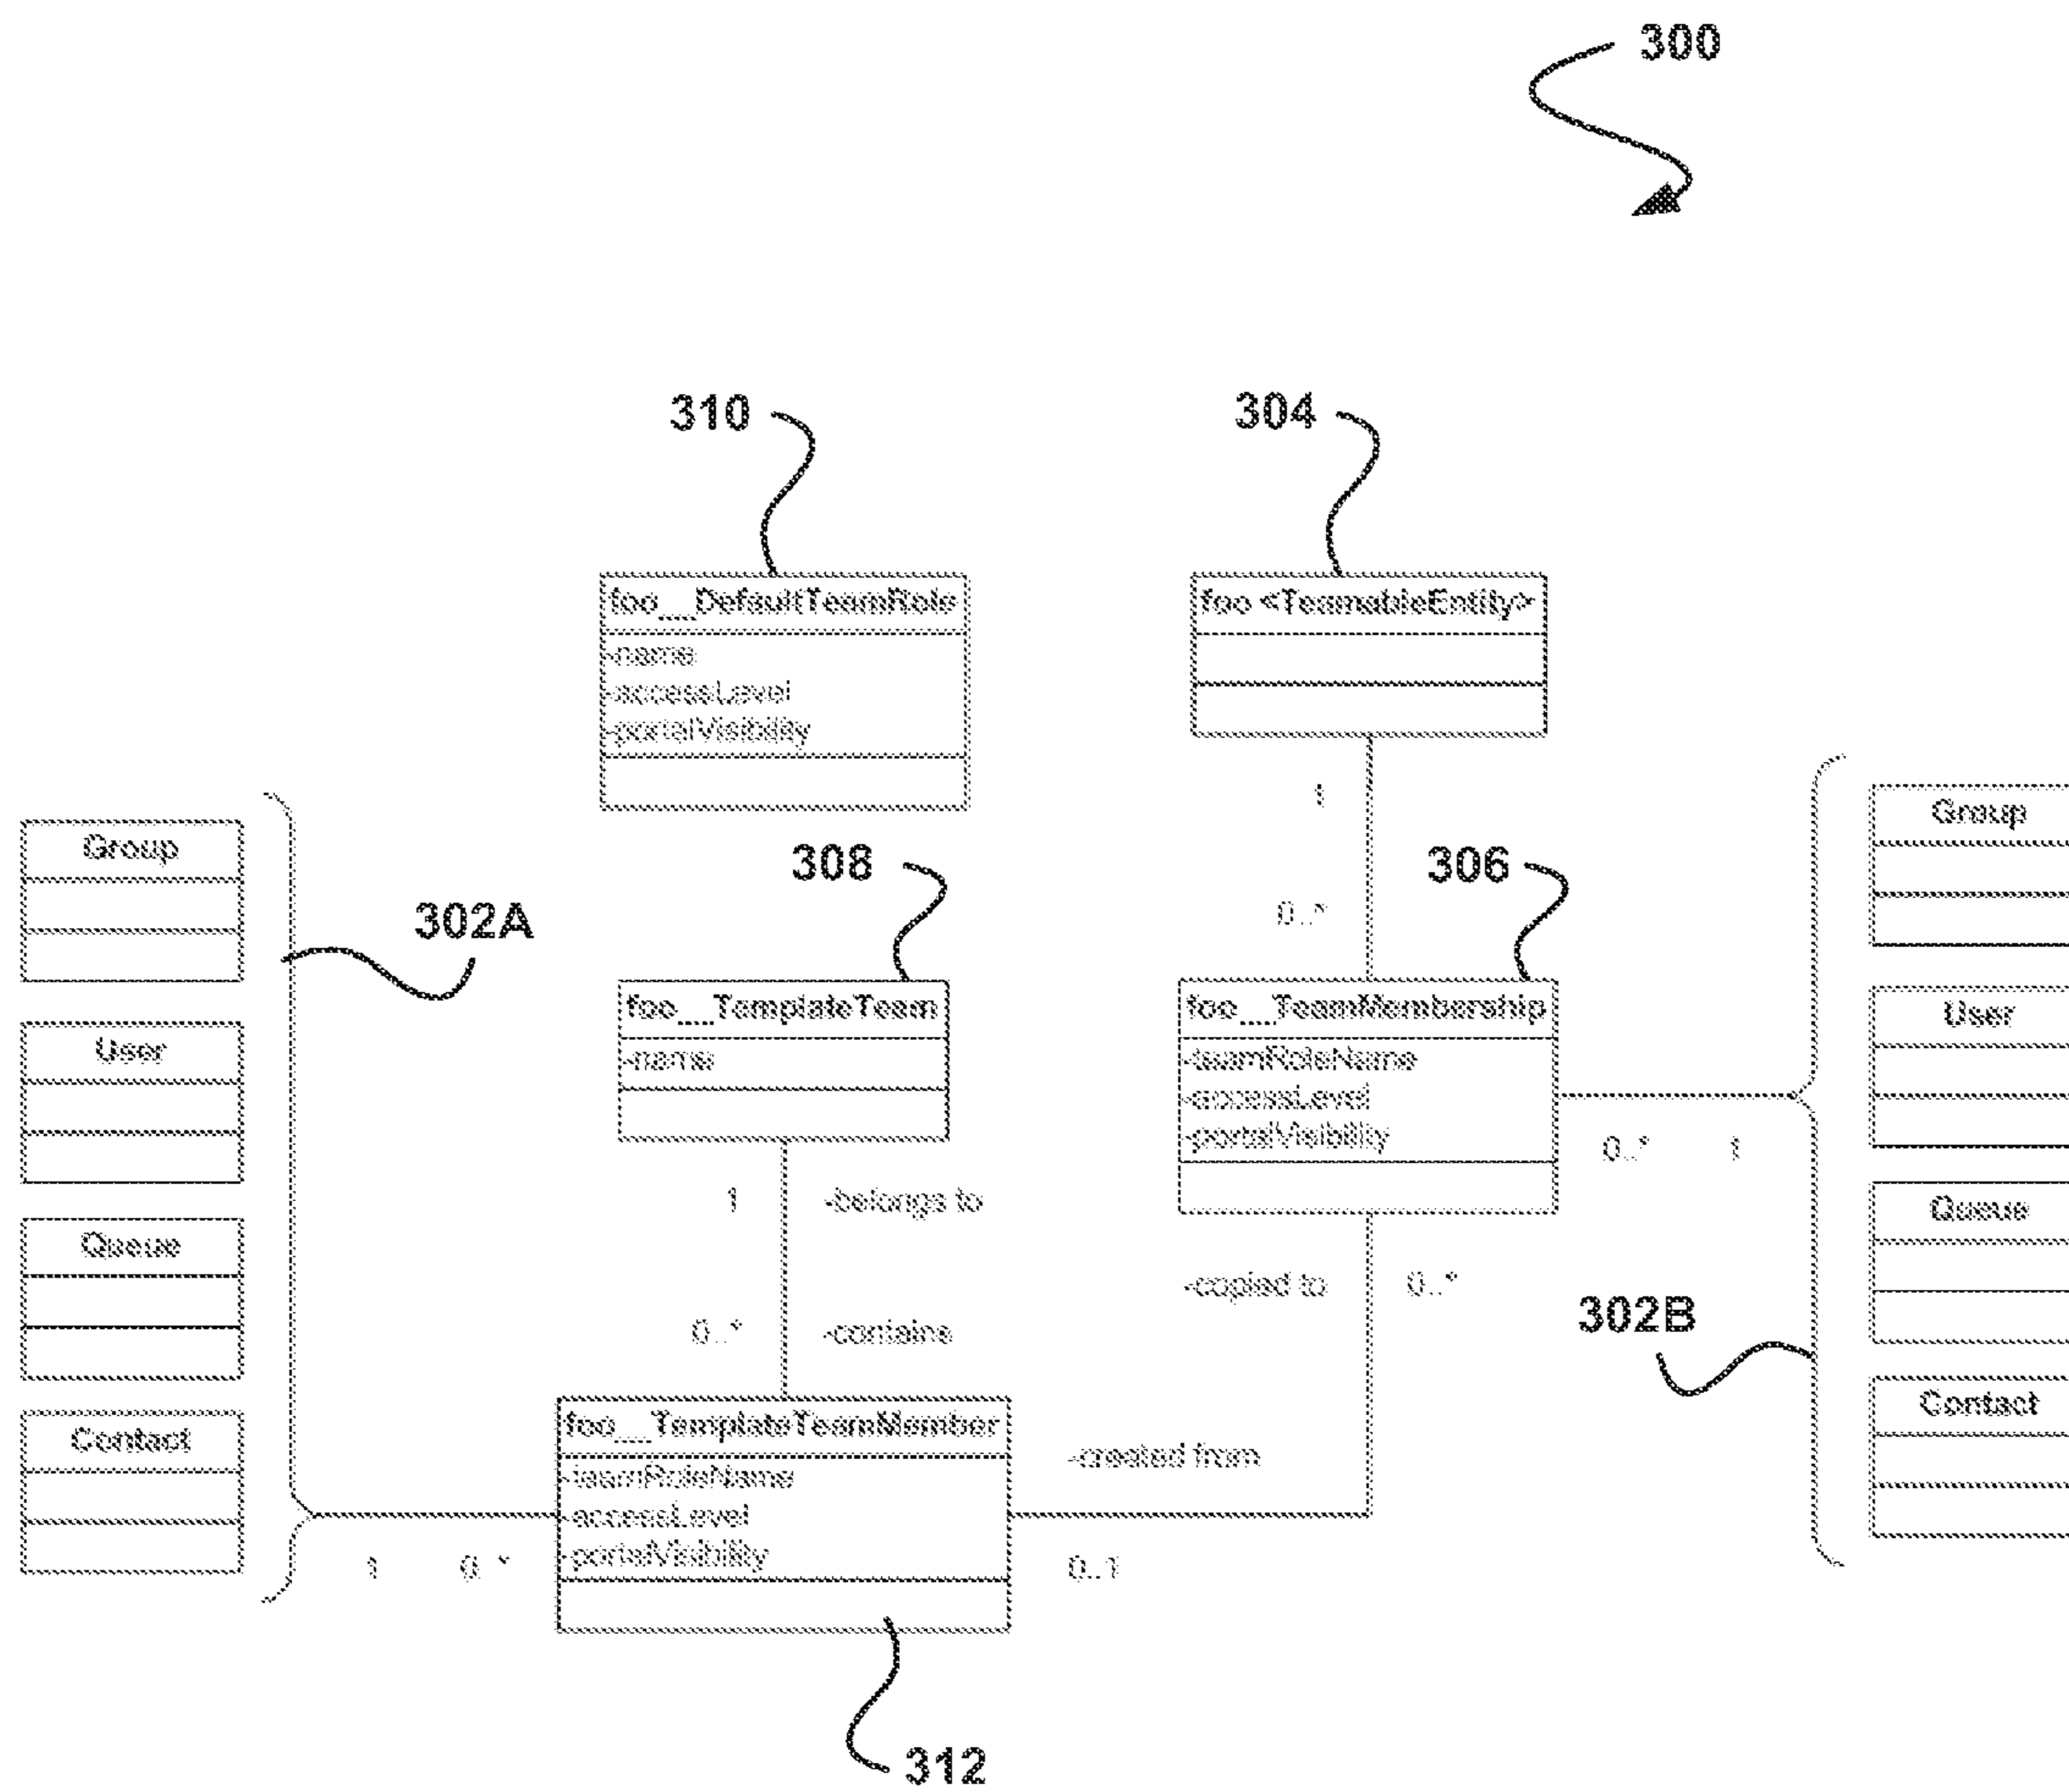 300
310
304
foo__DefaultTeamRole
-name
-accessLevel
-portalVisibility
foo <TeamableEntity>
1
0..*
308
306
302A
Group
User
Queue
Contact
foo__TemplateTeam
-name
foo__TeamMembership
-teamRoleName
-accessLevel
-portalVisibility
0..* 1
Group
User
Queue
Contact
1 -belongs to
0..* -contains
-copied to 0..*
302B
foo__TemplateTeamMember
-teamRoleName
-accessLevel
-portalVisibility
-created from
1 0..*
0..1
312